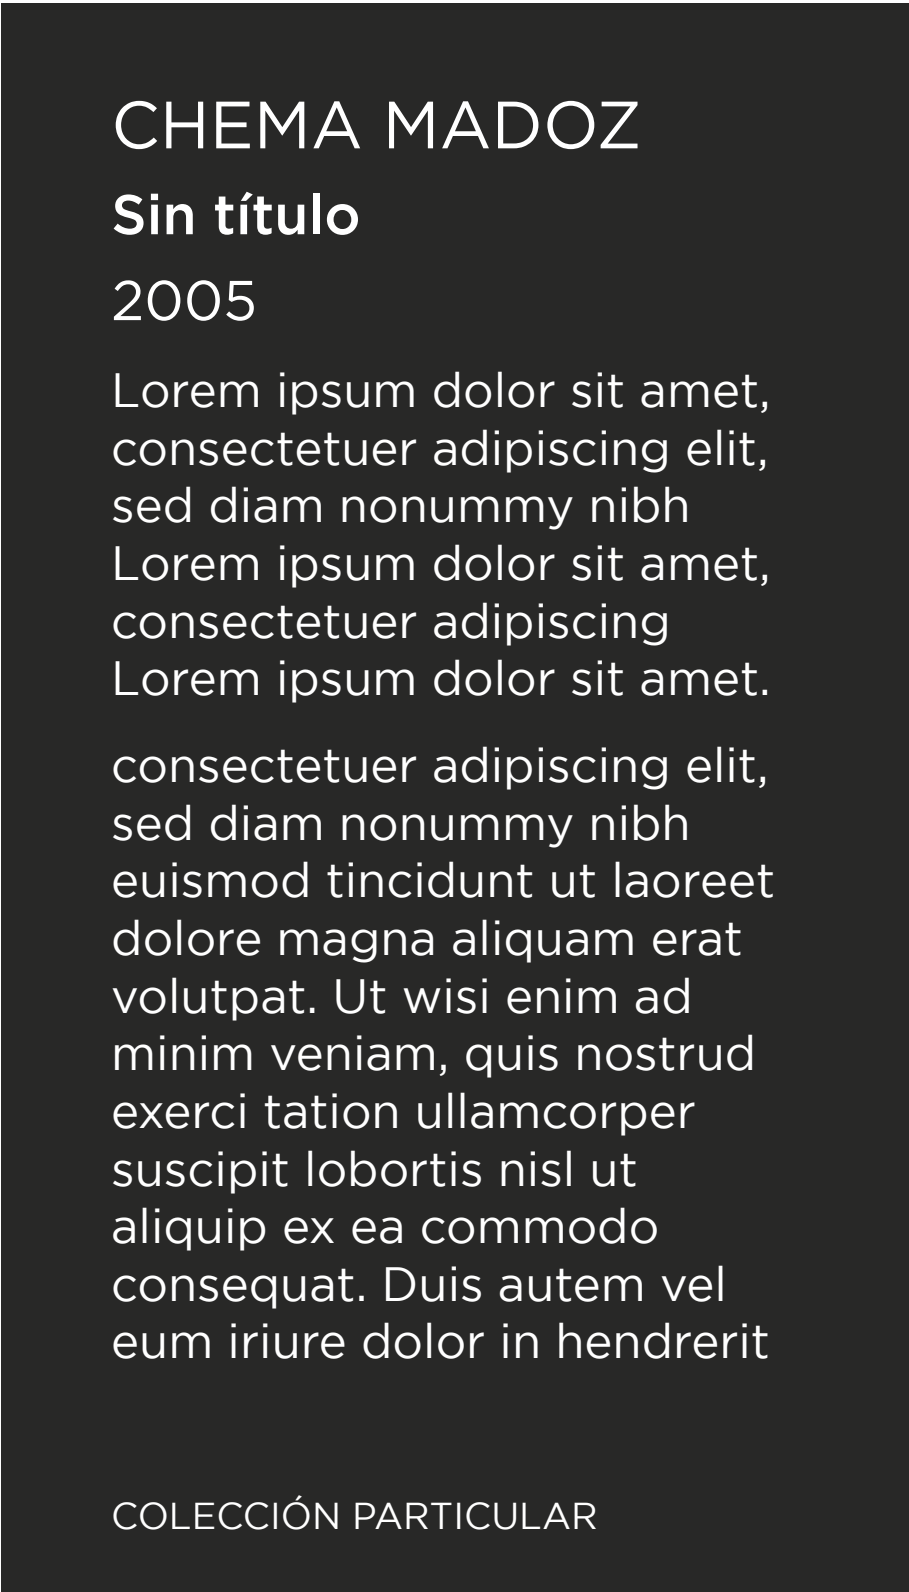 CHEMA MADOZ
Sin título
2005
Lorem ipsum dolor sit amet,
consectetuer adipiscing elit,
sed diam nonummy nibh
Lorem ipsum dolor sit amet,
consectetuer adipiscing
Lorem ipsum dolor sit amet.
consectetuer adipiscing elit,
sed diam nonummy nibh
euismod tincidunt ut laoreet
dolore magna aliquam erat
volutpat. Ut wisi enim ad
minim veniam, quis nostrud
exerci tation ullamcorper
suscipit lobortis nisl ut
aliquip ex ea commodo
consequat. Duis autem vel
eum iriure dolor in hendrerit
COLECCIÓN PARTICULAR